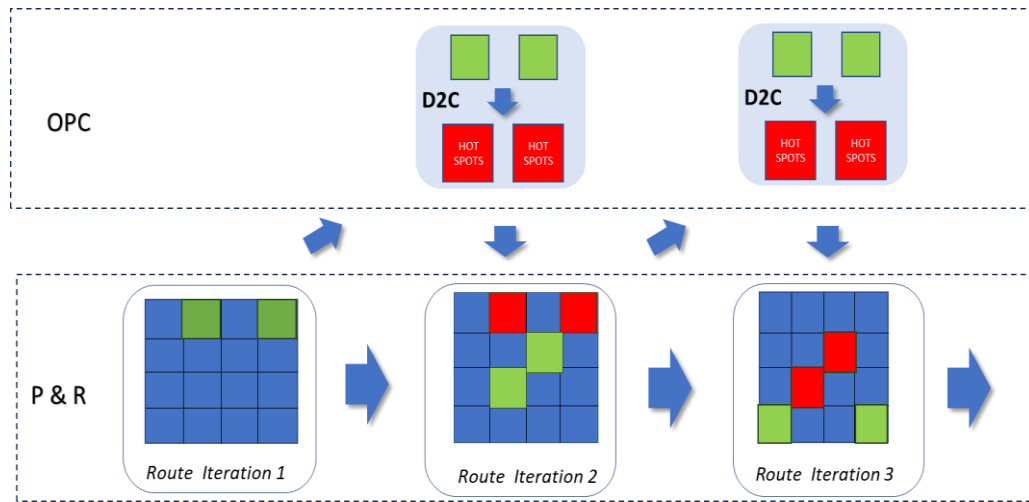 OPC
D2C
HOT
SPOTS
HOT
SPOTS
D2C
HOT
SPOTS
HOT
SPOTS
P & R
Route Iteration 1
Route Iteration 2
Route Iteration 3